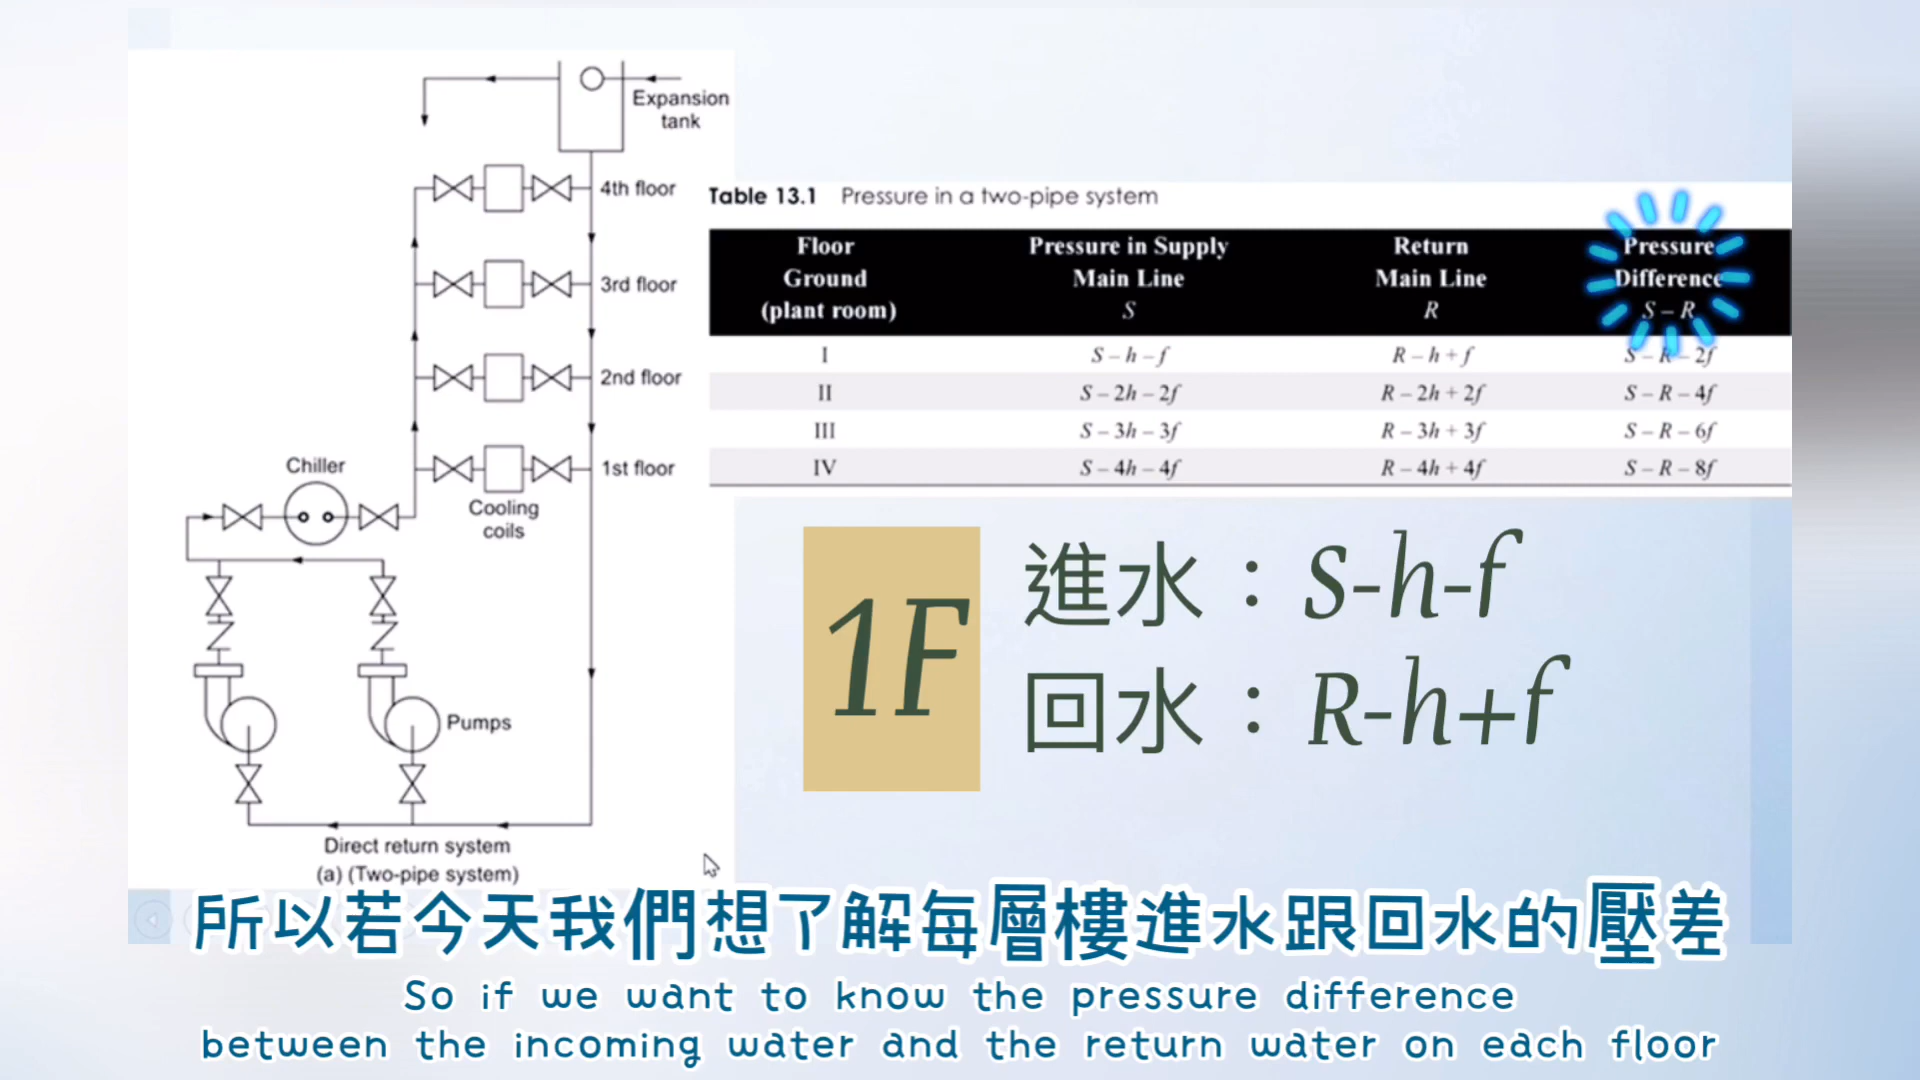 Expansion
tank
4th floor
3rd floor
2nd floor
1st floor
Chiller
Cooling
coils
Pumps
Direct return system
(a) (Two-pipe system)
Table 13.1 Pressure in a two-pipe system
Floor Ground (plant room) Pressure in Supply Main Line S Return Main Line R Pressure Difference S – R
I S – h – f R – h + f S – R – 2f
II S – 2h – 2f R – 2h + 2f S – R – 4f
III S – 3h – 3f R – 3h + 3f S – R – 6f
IV S – 4h – 4f R – 4h + 4f S – R – 8f
1F
進水：S-h-f
回水：R-h+f
所以若今天我們想了解每層樓進水跟回水的壓差
So if we want to know the pressure difference
between the incoming water and the return water on each floor